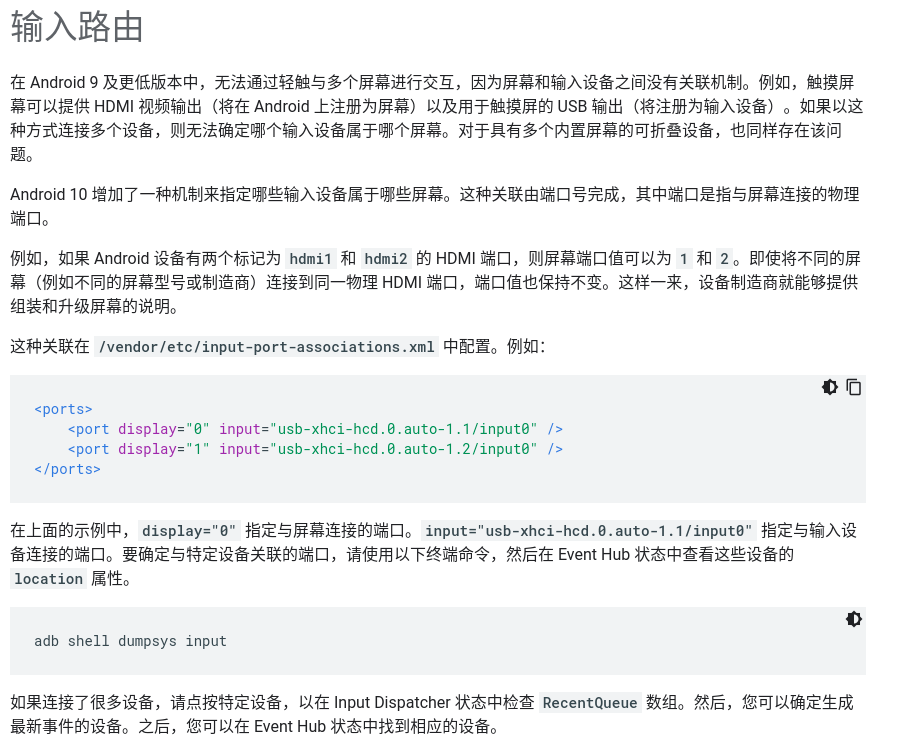 输入路由
在 Android 9 及更低版本中，无法通过轻触与多个屏幕进行交互，因为屏幕和输入设备之间没有关联机制。例如，触摸屏
幕可以提供 HDMI 视频输出（将在 Android 上注册为屏幕）以及用于触摸屏的 USB 输出（将注册为输入设备）。如果以这
种方式连接多个设备，则无法确定哪个输入设备属于哪个屏幕。对于具有多个内置屏幕的可折叠设备，也同样存在该问
题。
Android 10 增加了一种机制来指定哪些输入设备属于哪些屏幕。这种关联由端口号完成，其中端口是指与屏幕连接的物理
端口。
例如，如果 Android 设备有两个标记为 hdmi1 和 hdmi2 的 HDMI 端口，则屏幕端口值可以为 1 和 2。即使将不同的屏
幕（例如不同的屏幕型号或制造商）连接到同一物理 HDMI 端口，端口值也保持不变。这样一来，设备制造商就能够提供
组装和升级屏幕的说明。
这种关联在 /vendor/etc/input-port-associations.xml 中配置。例如：
<ports>
    <port display="0" input="usb-xhci-hcd.0.auto-1.1/input0" />
    <port display="1" input="usb-xhci-hcd.0.auto-1.2/input0" />
</ports>
在上面的示例中，display="0" 指定与屏幕连接的端口。input="usb-xhci-hcd.0.auto-1.1/input0" 指定与输入设
备连接的端口。要确定与特定设备关联的端口，请使用以下终端命令，然后在 Event Hub 状态中查看这些设备的
location 属性。
adb shell dumpsys input
如果连接了很多设备，请点按特定设备，以在 Input Dispatcher 状态中检查 RecentQueue 数组。然后，您可以确定生成
最新事件的设备。之后，您可以在 Event Hub 状态中找到相应的设备。